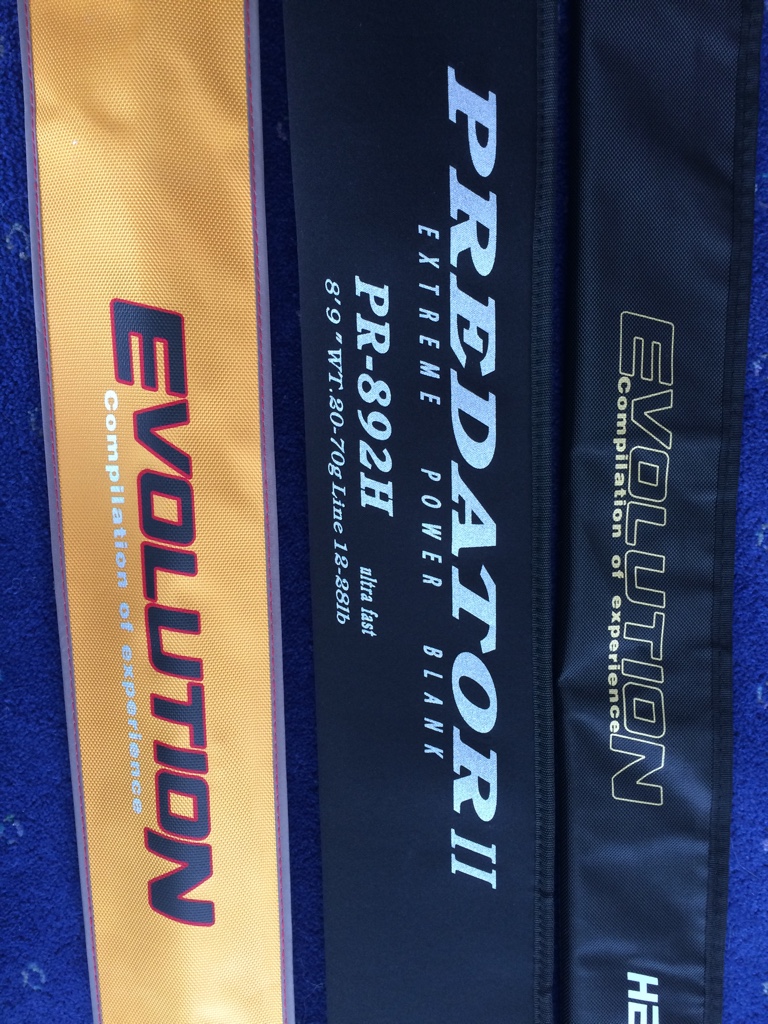 EVOLUTION
Compilation of experience
PREDATOR II
EXTREME POWER BLANK
PR-892H ultra fast
8'9" WT.20-70g Line 12-28lb
EVOLUTION
Compilation of experience